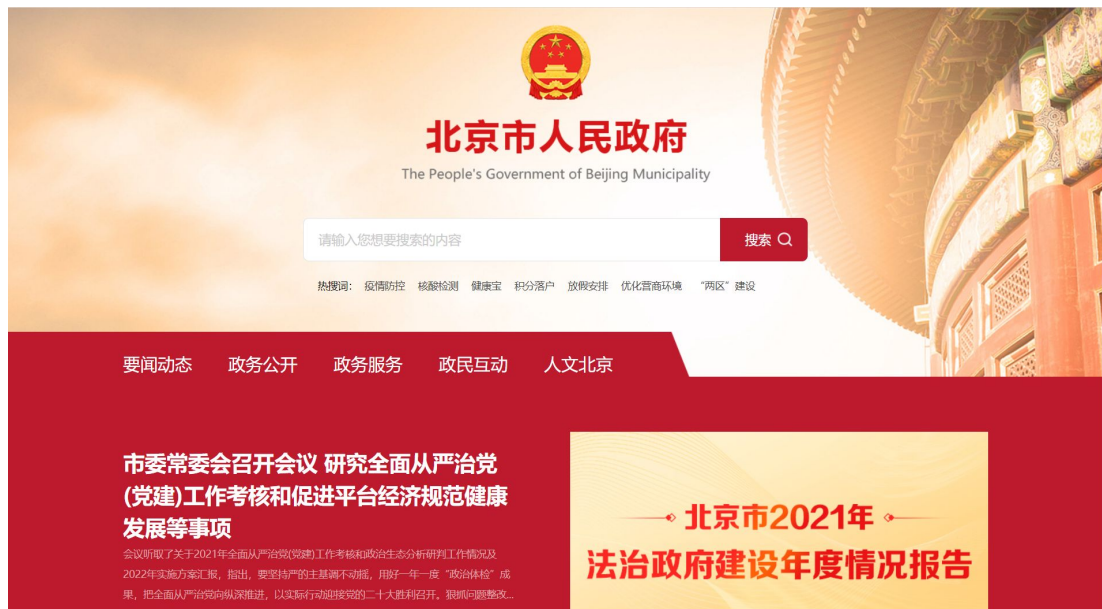 北京市人民政府
The People's Government of Beijing Municipality
请输入您想要搜索的内容
搜索
热搜词： 疫情防控 核酸检测 健康宝 积分落户 放假安排 优化营商环境 “两区”建设
要闻动态 政务公开 政务服务 政民互动 人文北京
市委常委会召开会议 研究全面从严治党
(党建)工作考核和促进平台经济规范健康
发展等事项
会议听取了关于2021年全面从严治党(党建)工作考核和政治生态分析研判工作情况及
2022年实施方案汇报，指出，要坚持严的主基调不动摇，用好一年一度“政治体检”成
果，把全面从严治党向纵深推进，以实际行动迎接党的二十大胜利召开。狠抓问题整改...
北京市2021年
法治政府建设年度情况报告